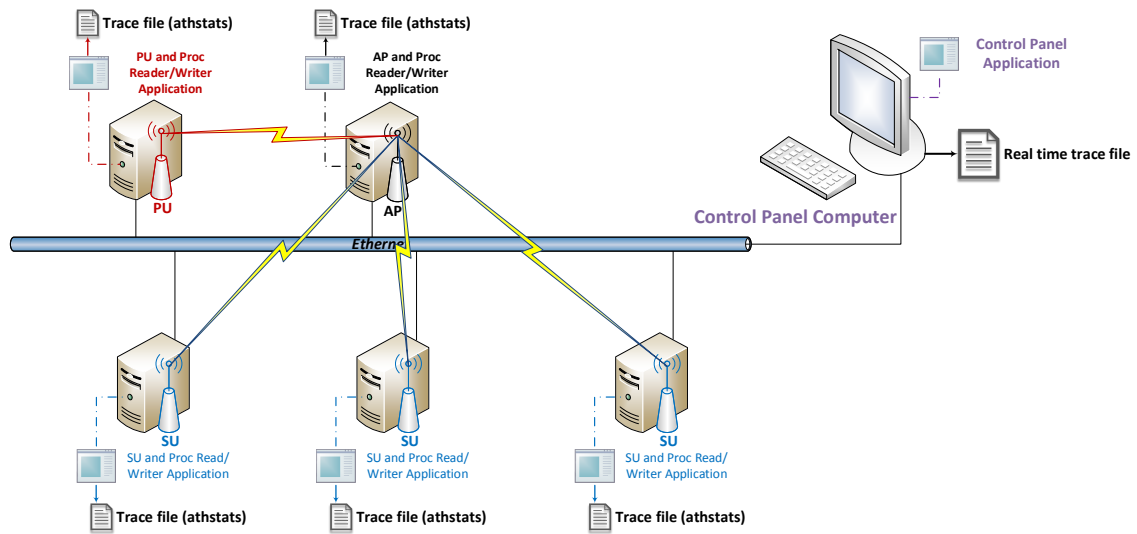 Trace file (athstats)
Trace file (athstats)
PU and Proc
Reader/Writer
Application
AP and Proc
Reader/Writer
Application
Control Panel
Application
Real time trace file
PU
AP
Control Panel Computer
Etherne
SU
SU
SU
SU and Proc Read/
Writer Application
SU and Proc Read/
Writer Application
SU and Proc Read/
Writer Application
Trace file (athstats)
Trace file (athstats)
Trace file (athstats)